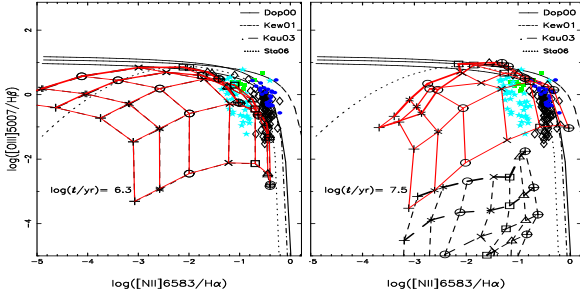 Dop00
Kew01
Kau03
Sta06
Dop00
Kew01
Kau03
Sto06
log([OIII]5007/Hβ)
2
0
−2
−4
log(t/yr)= 6.3
log(t/yr)= 7.5
−5 −4 −3 −2 −1 0
−4 −3 −2 −1 0
log([NII]6583/Hα)
log([NII]6583/Hα)